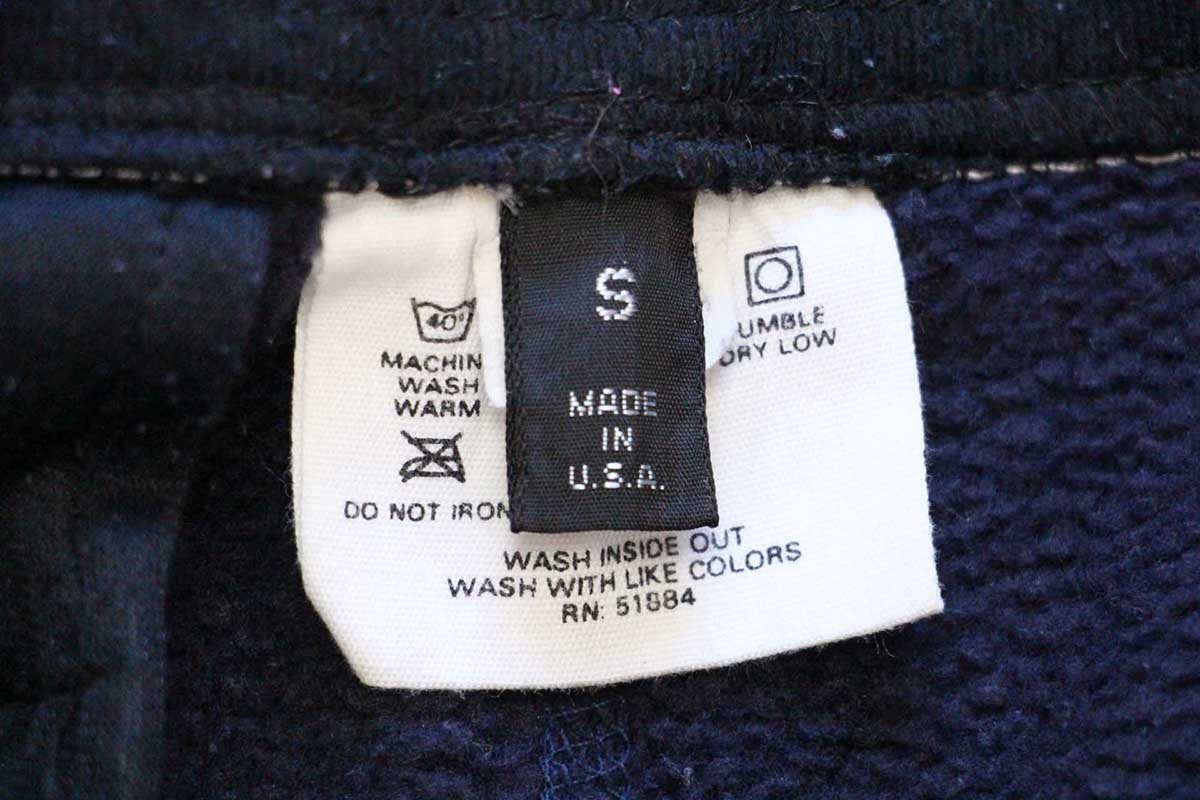 40°
MACHIN
WASH
WARM
DO NOT IRON
S
MADE
IN
U.S.A.
UMBLE
DRY LOW
WASH INSIDE OUT
WASH WITH LIKE COLORS
RN: 51884